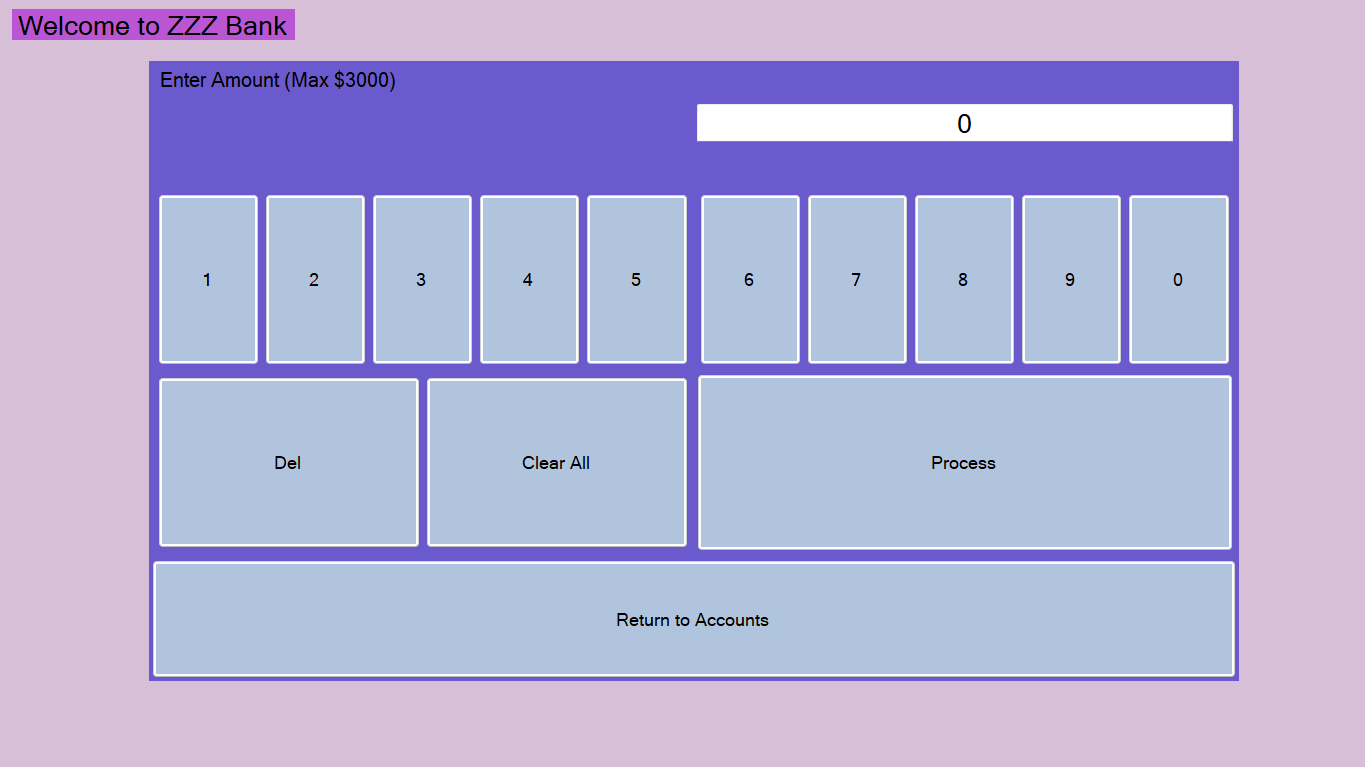 Welcome to ZZZ Bank
Enter Amount (Max $3000)
0
1 2 3 4 5 6 7 8 9 0
Del Clear All Process
Return to Accounts